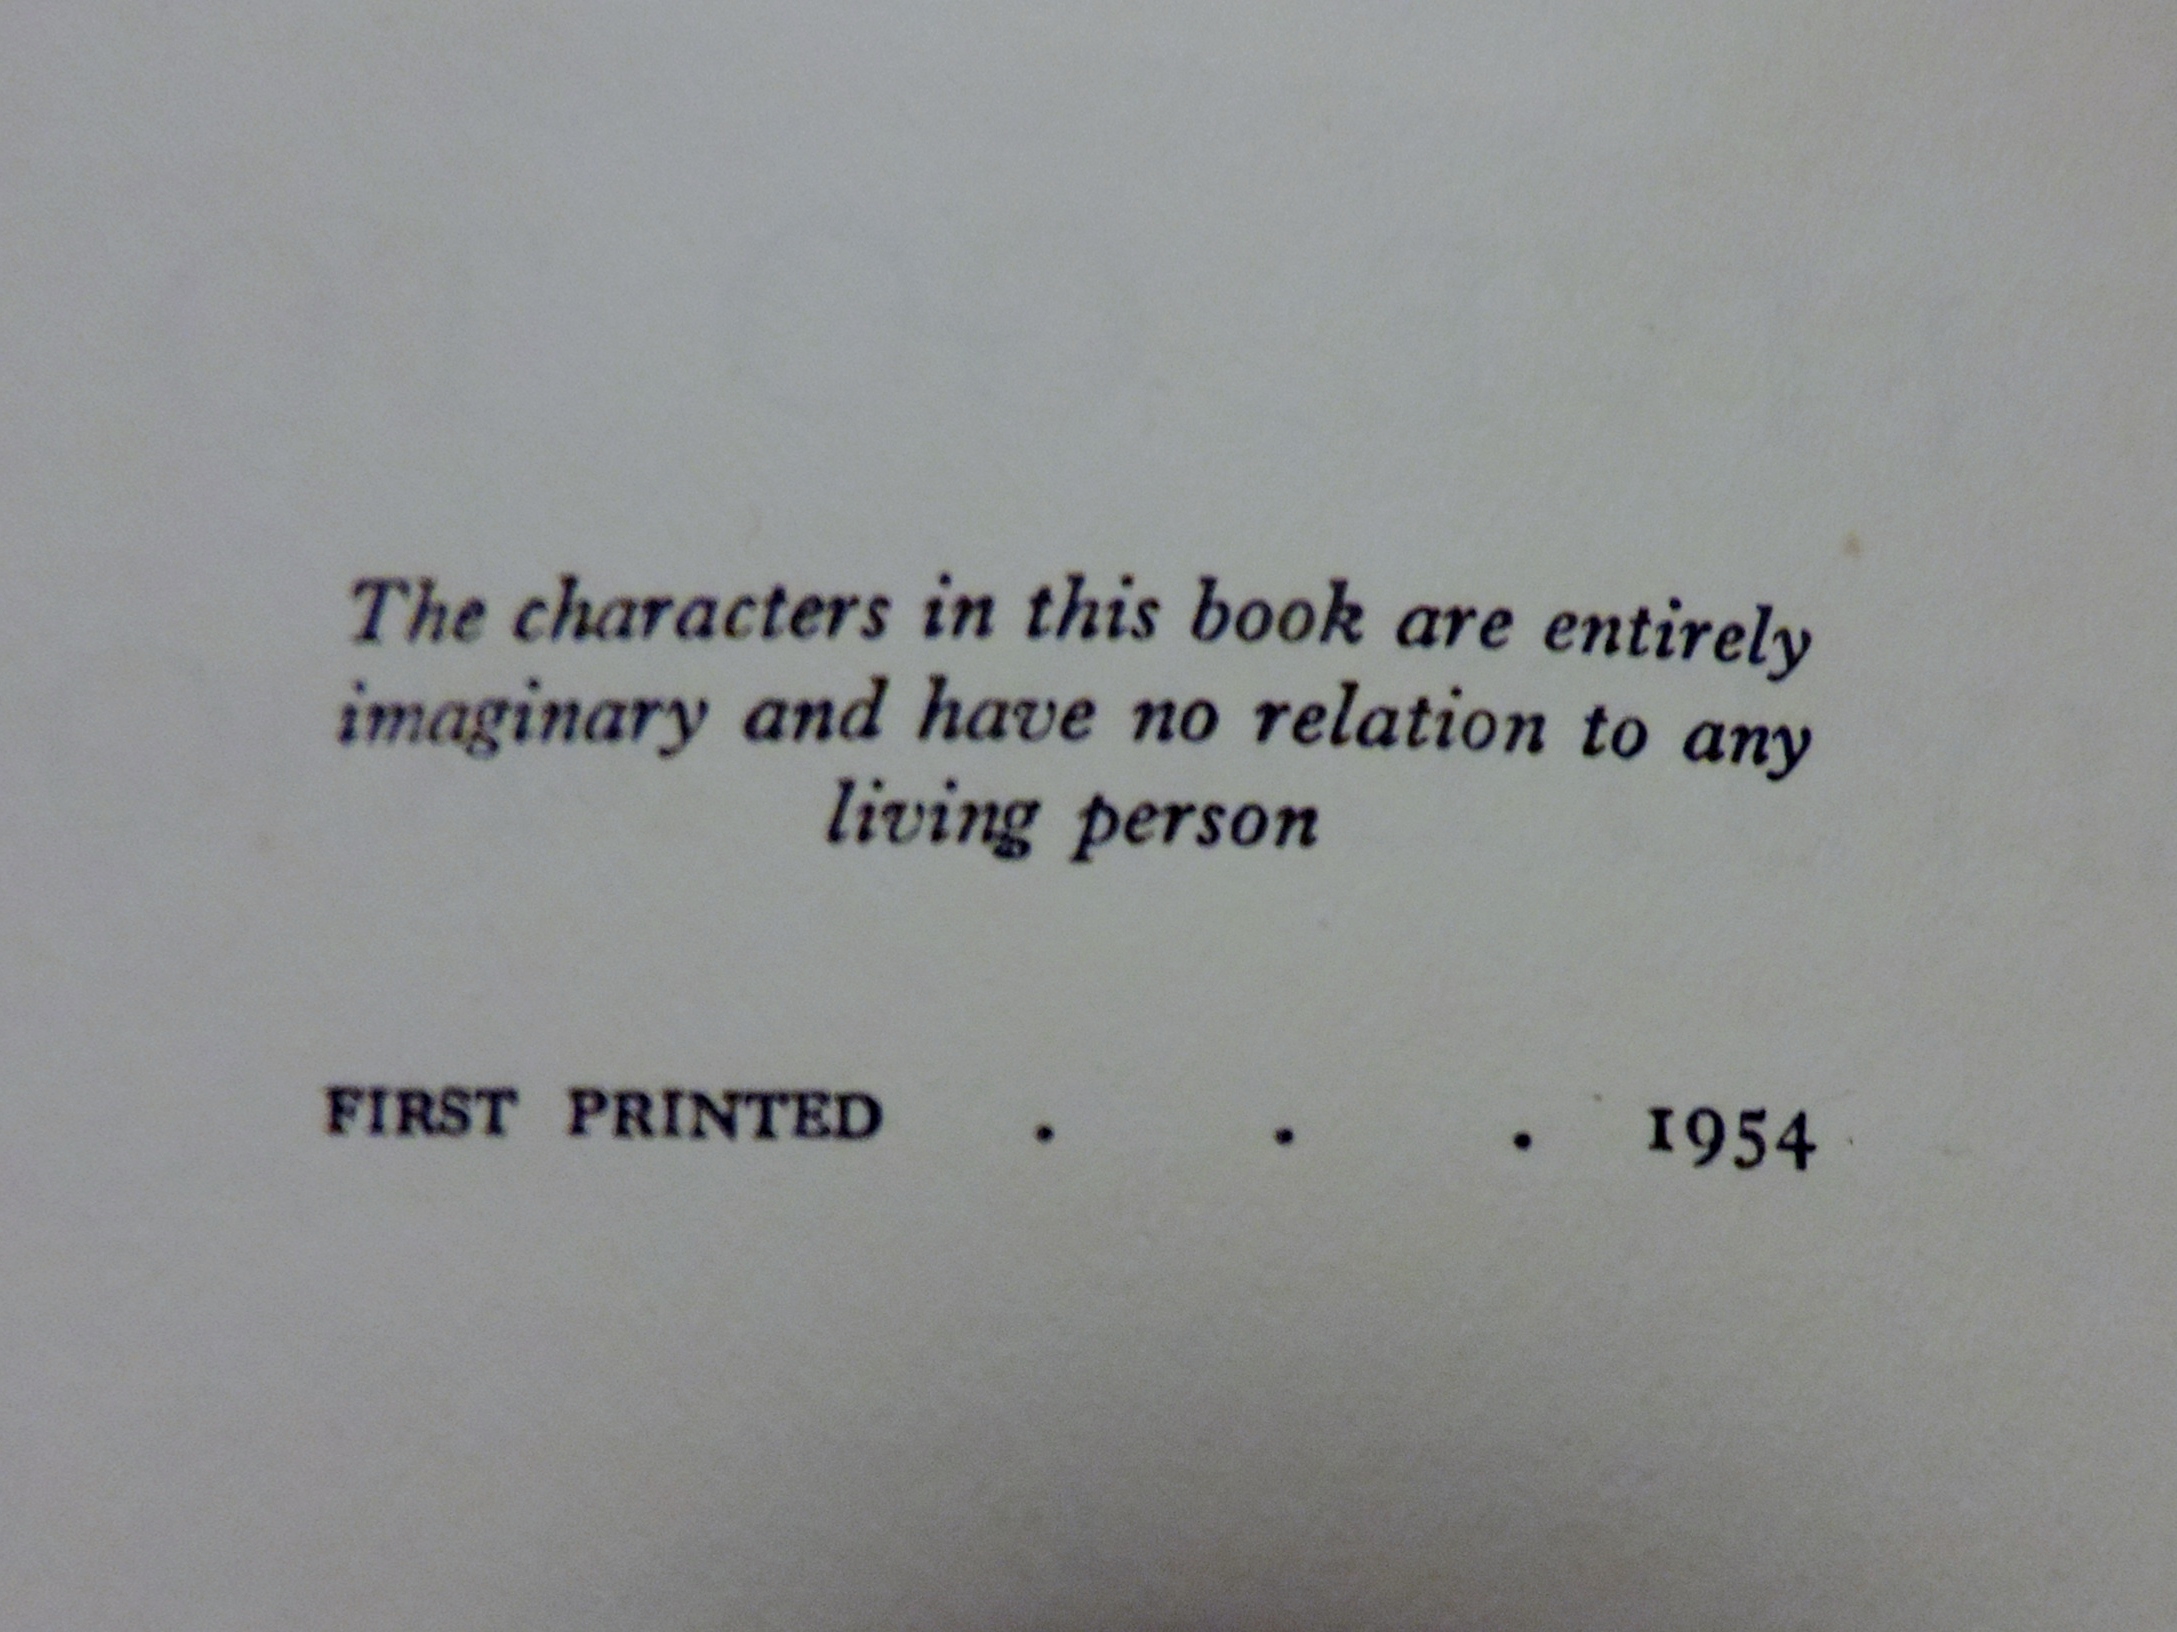 The characters in this book are entirely
imaginary and have no relation to any
living person
FIRST PRINTED . . . 1954